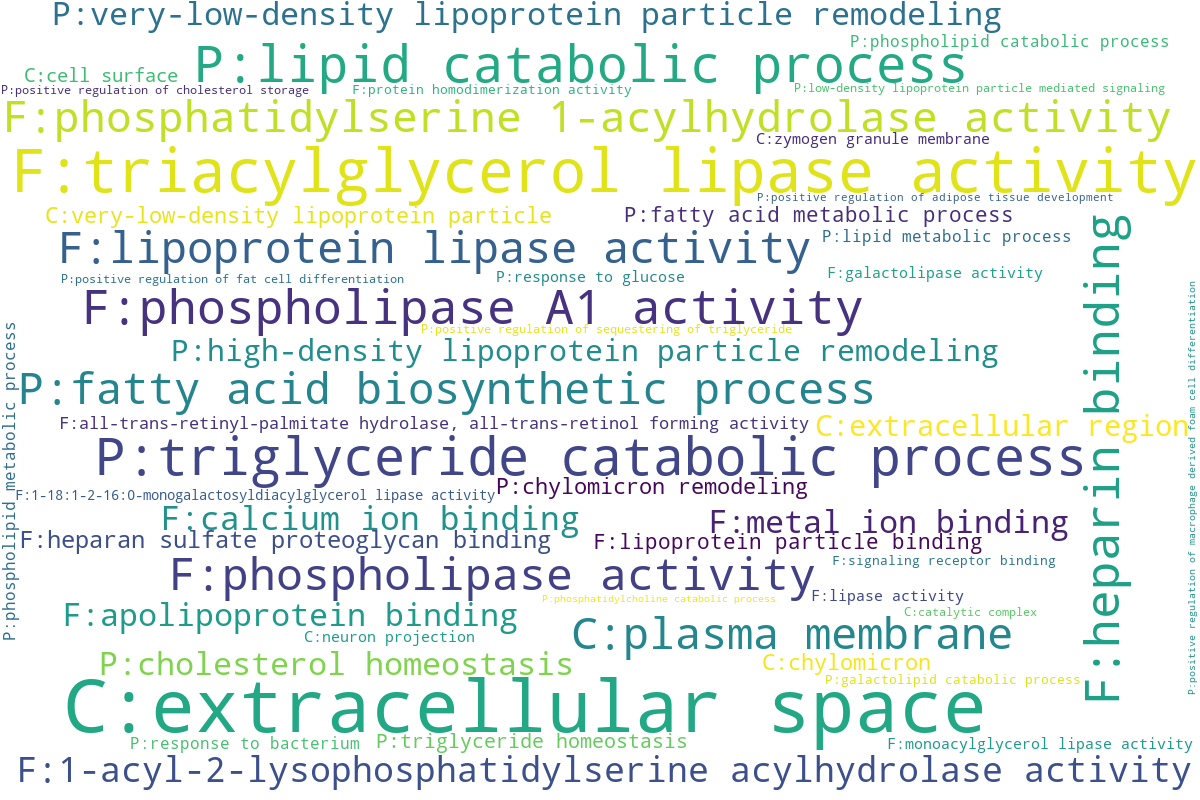 P:very-low-density lipoprotein particle remodeling
P:phospholipid catabolic process
P:lipid catabolic process
C:cell surface
P:positive regulation of cholesterol storage
F:protein homodimerization activity
P:low-density lipoprotein particle mediated signaling
F:phosphatidylserine 1-acylhydrolase activity
C:zymogen granule membrane
F:triacylglycerol lipase activity
P:positive regulation of adipose tissue development
C:very-low-density lipoprotein particle
P:fatty acid metabolic process
F:lipoprotein lipase activity
P:lipid metabolic process
P:positive regulation of fat cell differentiation
P:response to glucose
F:galactolipase activity
F:phospholipase A1 activity
P:positive regulation of sequestering of triglyceride
P:high-density lipoprotein particle remodeling
P:fatty acid biosynthetic process
F:all-trans-retinyl-palmitate hydrolase, all-trans-retinol forming activity
C:extracellular region
P:triglyceride catabolic process
F:1-18:1-2-16:0-monogalactosyldiacylglycerol lipase activity
P:chylomicron remodeling
F:calcium ion binding
F:metal ion binding
F:heparan sulfate proteoglycan binding
F:lipoprotein particle binding
F:phospholipase activity
F:signaling receptor binding
P:phosphatidylcholine catabolic process
F:lipase activity
F:apolipoprotein binding
C:catalytic complex
C:neuron projection
C:plasma membrane
P:cholesterol homeostasis
C:chylomicron
P:galactolipid catabolic process
C:extracellular space
P:response to bacterium
P:triglyceride homeostasis
F:monoacylglycerol lipase activity
F:1-acyl-2-lysophosphatidylserine acylhydrolase activity
P:phospholipid metabolic process
F:heparin binding
P:positive regulation of macrophage derived foam cell differentiation